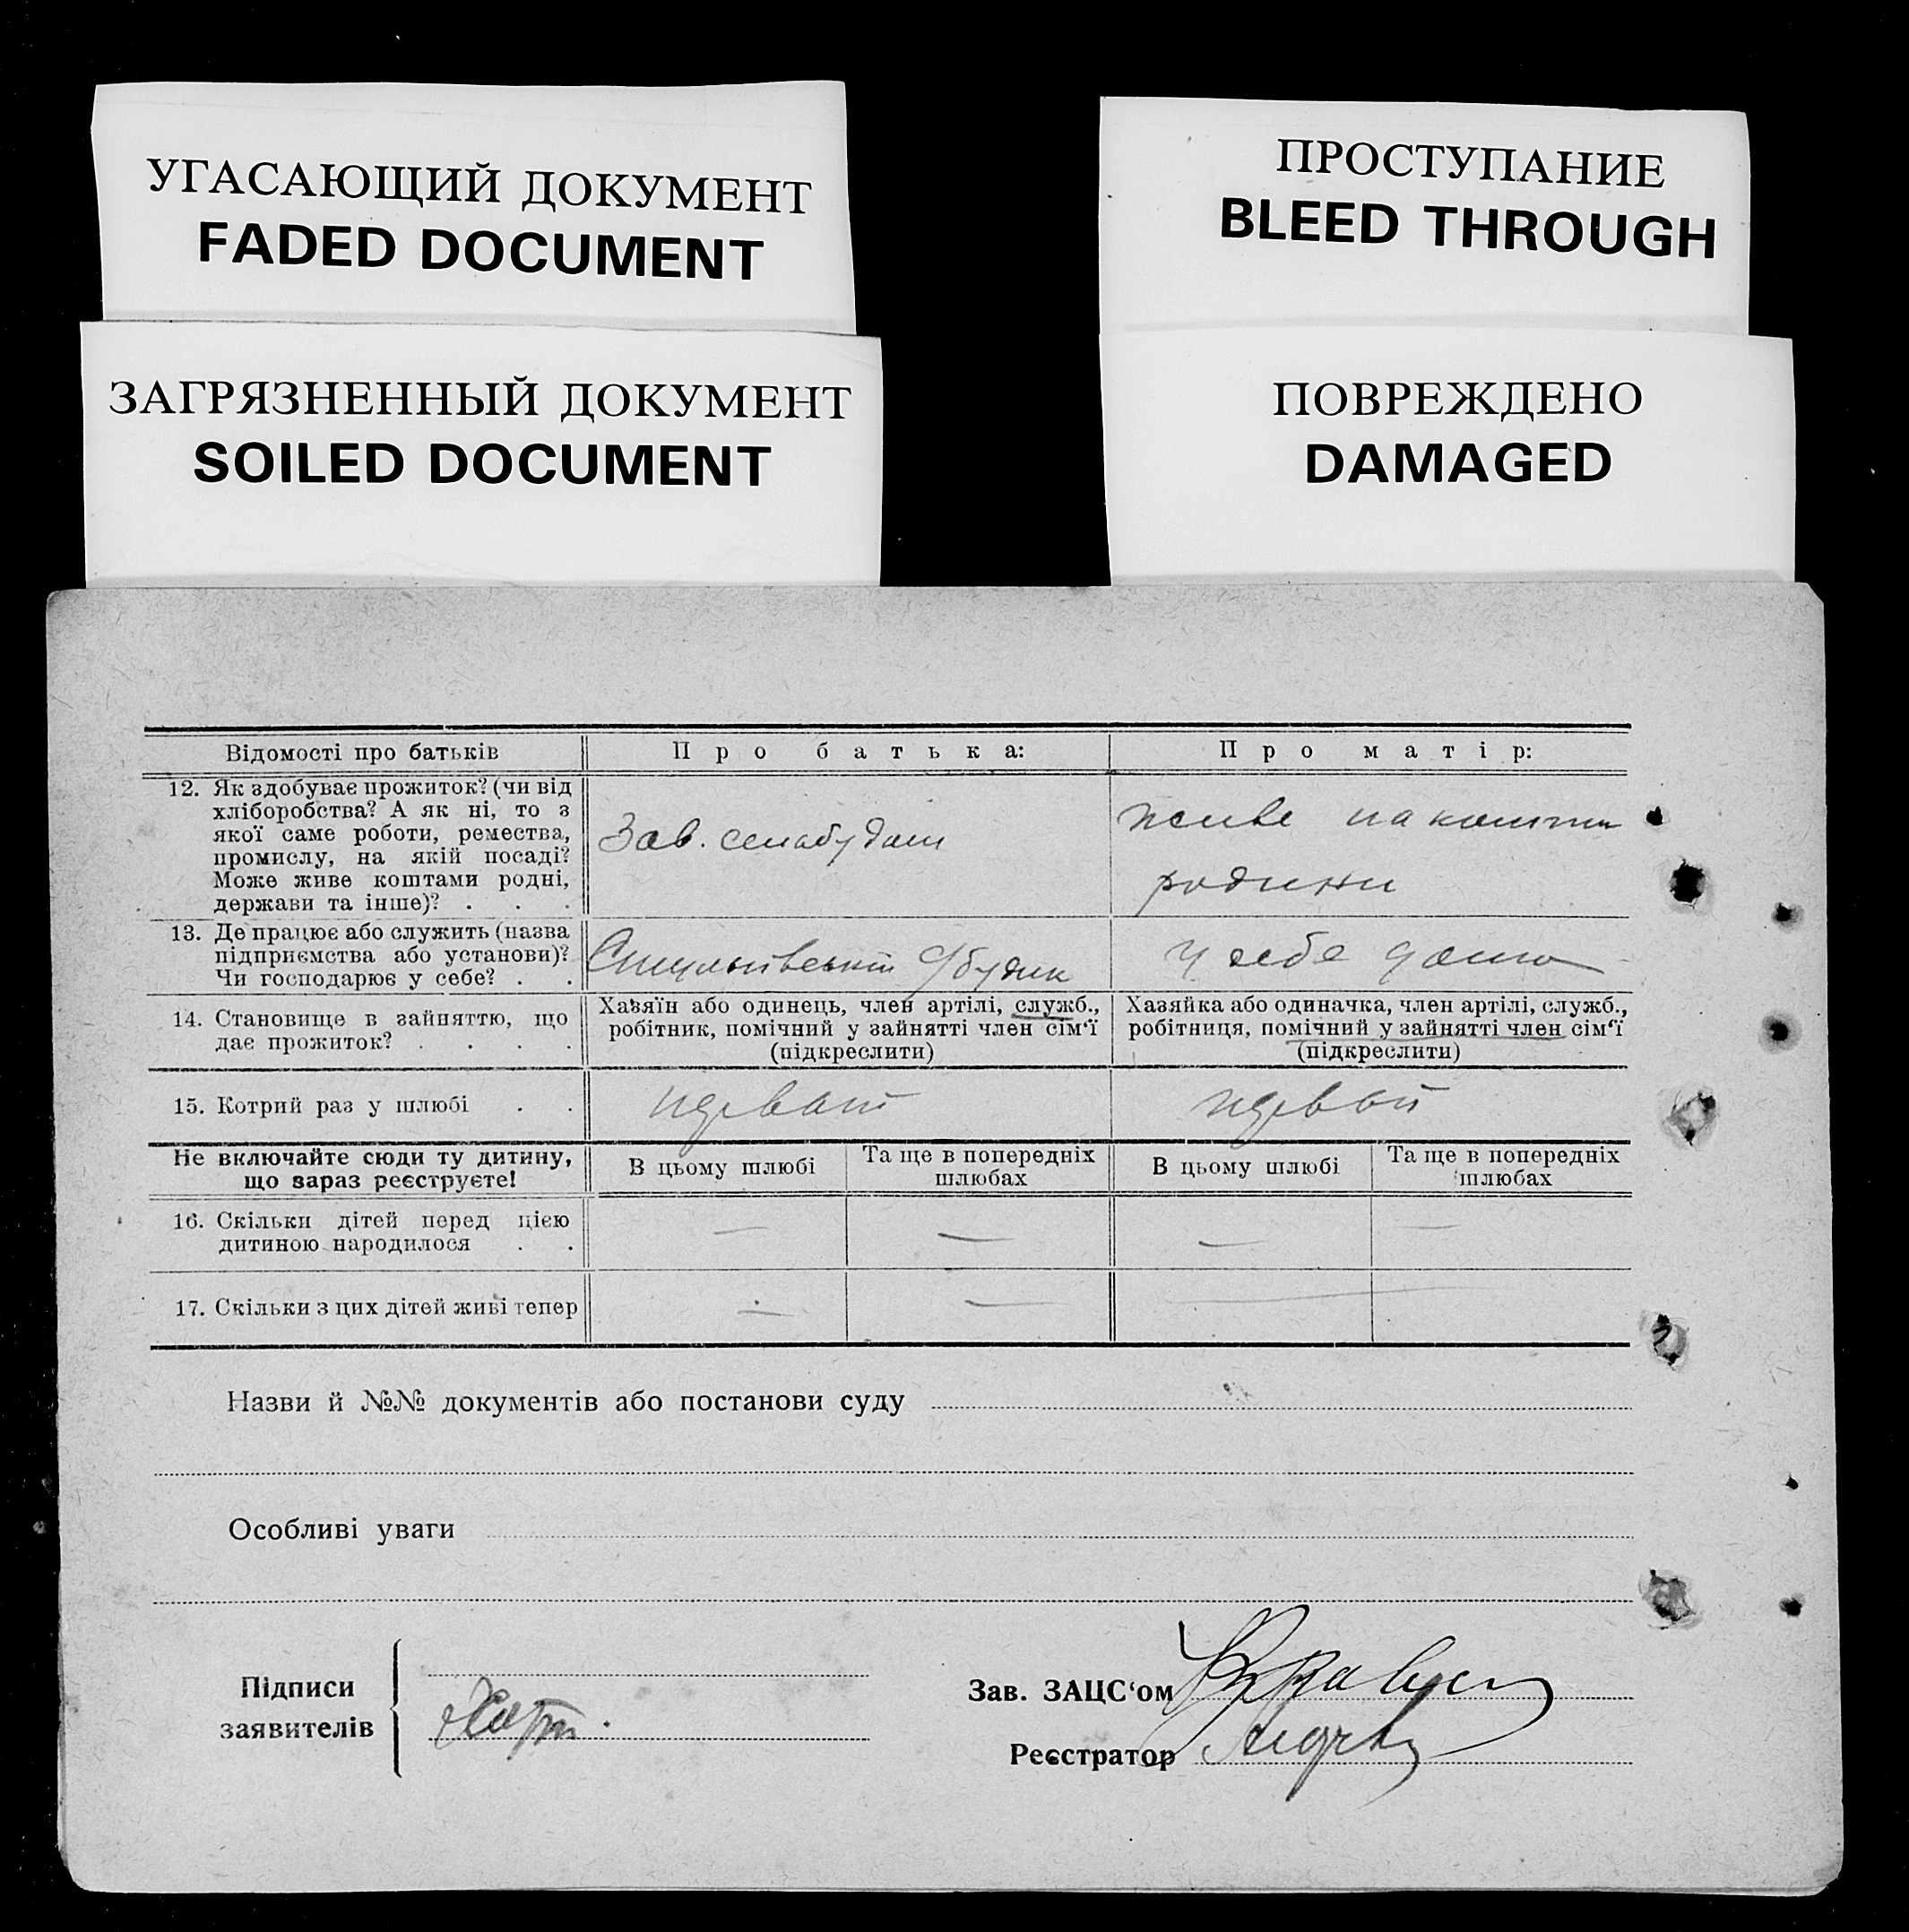 УГАСАЮЩИЙ ДОКУМЕНТ
FADED DOCUMENT
ПРОСТУПАНИЕ
BLEED THROUGH
ЗАГРЯЗНЕННЫЙ ДОКУМЕНТ
SOILED DOCUMENT
ПОВРЕЖДЕНО
DAMAGED
Відомості про батьків
Про батька:
Про матір:
12. Як здобуває прожиток? (чи від
хліборобства? А як ні, то з
якої саме роботи, ремества,
промислу, на якій посаді?
Може живе коштами родні,
держави та інше)? . . .
Зав. сельбудом
живе на кошти
родини
13. Де працює або служить (назва
підприємства або установи)?
Чи господарює у себе? . .
у себе дома
14. Становище в зайняттю, що
дає прожиток? . . . .
Хазяїн або одинець, член артілі, служб.,
робітник, помічний у зайнятті член сім'ї
(підкреслити)
Хазяйка або одиначка, член артілі, служб.,
робітниця, помічний у зайнятті член сім'ї
(підкреслити)
15. Котрий раз у шлюбі . .
первой
первой
Не включайте сюди ту дитину,
що зараз реєструєте!
В цьому шлюбі
Та ще в попередніх
шлюбах
В цьому шлюбі
Та ще в попередніх
шлюбах
16. Скільки дітей перед цією
дитиною народилося . .
— — — —
17. Скільки з цих дітей живі тепер
— — —
Назви й №№ документів або постанови суду
Особливі уваги
Підписи
заявителів
Зав. ЗАЦС'ом
Реєстратор